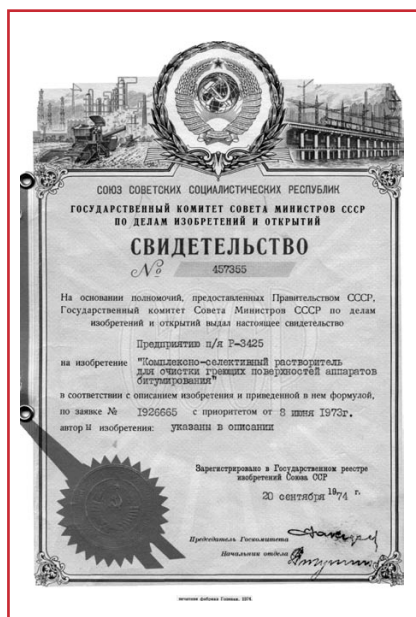 СОЮЗ СОВЕТСКИХ СОЦИАЛИСТИЧЕСКИХ РЕСПУБЛИК
ГОСУДАРСТВЕННЫЙ КОМИТЕТ СОВЕТА МИНИСТРОВ СССР
ПО ДЕЛАМ ИЗОБРЕТЕНИЙ И ОТКРЫТИЙ
СВИДЕТЕЛЬСТВО
№ 457355
На основании полномочий, предоставленных Правительством СССР,
Государственный комитет Совета Министров СССР по делам
изобретений и открытий выдал настоящее свидетельство
Предприятию п/я Р-3425
на изобретение "Комплексно-селективный растворитель
для очистки греющих поверхностей аппаратов
битумирования"
в соответствии с описанием изобретения и приведенной в нем формулой,
по заявке № 1926665 с приоритетом от 8 июня 1973г.
авторы изобретения: указаны в описании
Зарегистрировано в Государственном реестре
изобретений Союза ССР
20 сентября 1974 г.
Председатель Госкомитета
Начальник отдела
фабрика Гознака, 1974.